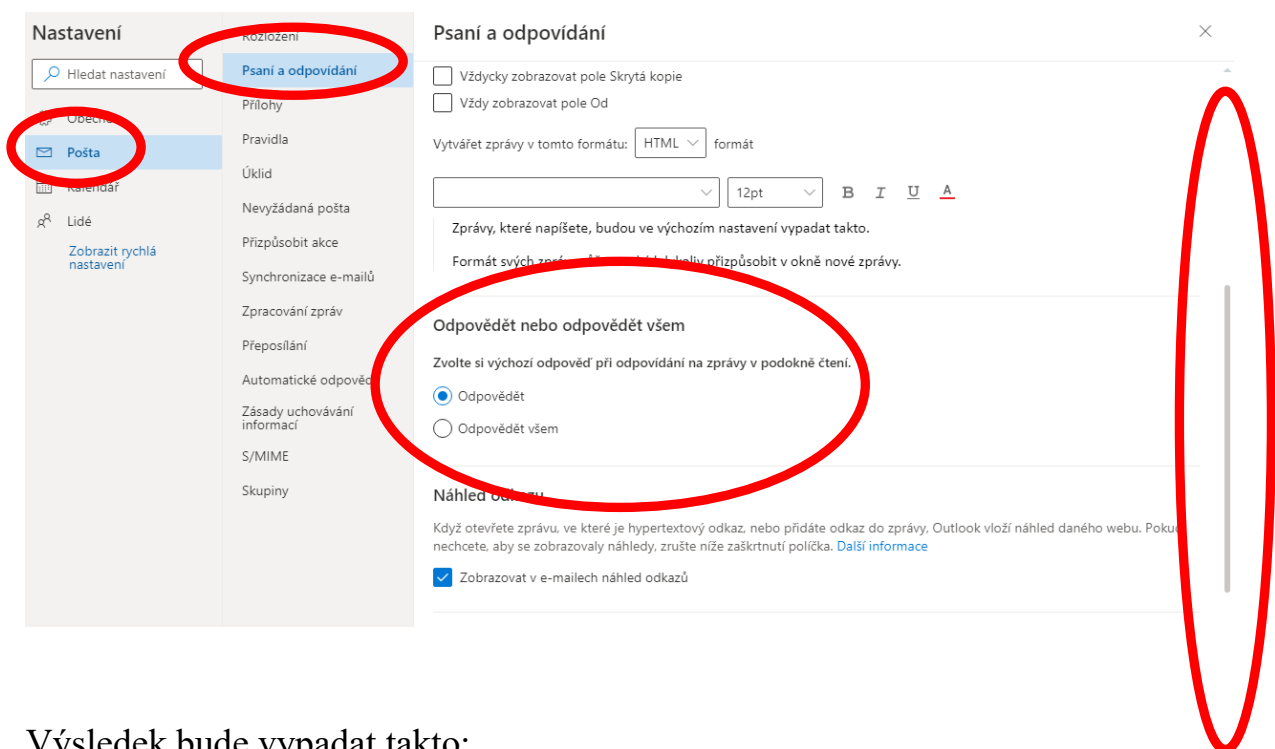 Nastavení
Hledat nastavení
Pošta
Kalendář
Lidé
Zobrazit rychlá
nastavení
Rozložení
Psaní a odpovídání
Přílohy
Pravidla
Úklid
Nevyžádaná pošta
Přizpůsobit akce
Synchronizace e-mailů
Zpracování zpráv
Přeposílání
Automatické
Zásady uchovávání
informací
S/MIME
Skupiny
Psaní a odpovídání
Vždycky zobrazovat pole Skrytá kopie
Vždy zobrazovat pole Od
Vytvářet zprávy v tomto formátu: HTML formát
12pt B I U A
Zprávy, které napíšete, budou ve výchozím nastavení vypadat takto.
Formát svých přizpůsobit v okně nové zprávy.
Odpovědět nebo odpovědět všem
Zvolte si výchozí odpověď při odpovídání na zprávy v podokně čtení.
Odpovědět
Odpovědět všem
Náhled odkazu
Když otevřete zprávu, ve které je hypertextový odkaz, nebo přidáte odkaz do zprávy, Outlook vloží náhled daného webu. Pokud
nechcete, aby se zobrazovaly náhledy, zrušte níže zaškrtnutí políčka. Další informace
Zobrazovat v e-mailech náhled odkazů
Výsledek bude vypadat takto: